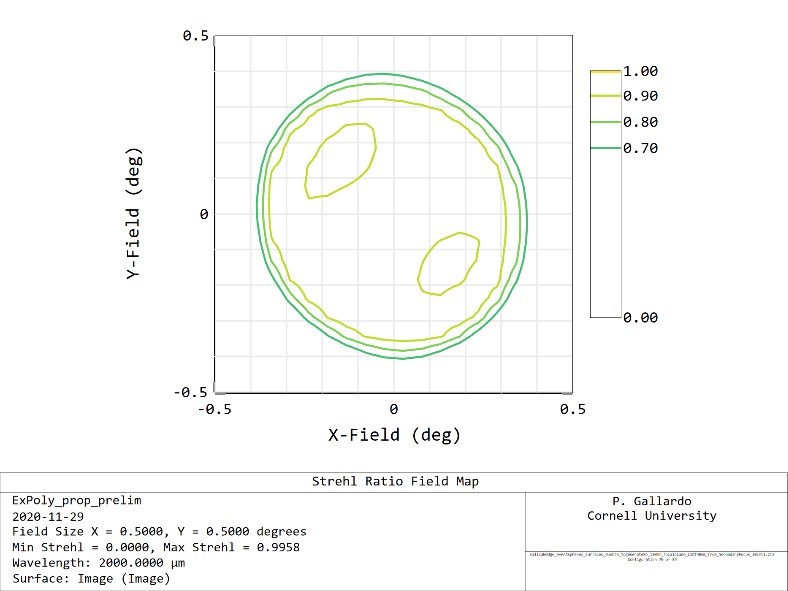 0.5
0
-0.5
-0.5
0
0.5
Y-Field (deg)
X-Field (deg)
1.00
0.90
0.80
0.70
0.00
Strehl Ratio Field Map
ExPoly_prop_prelim
2020-11-29
Field Size X = 0.5000, Y = 0.5000 degrees
Min Strehl = 0.0000, Max Strehl = 0.9958
Wavelength: 2000.0000 µm
Surface: Image (Image)
P. Gallardo
Cornell University